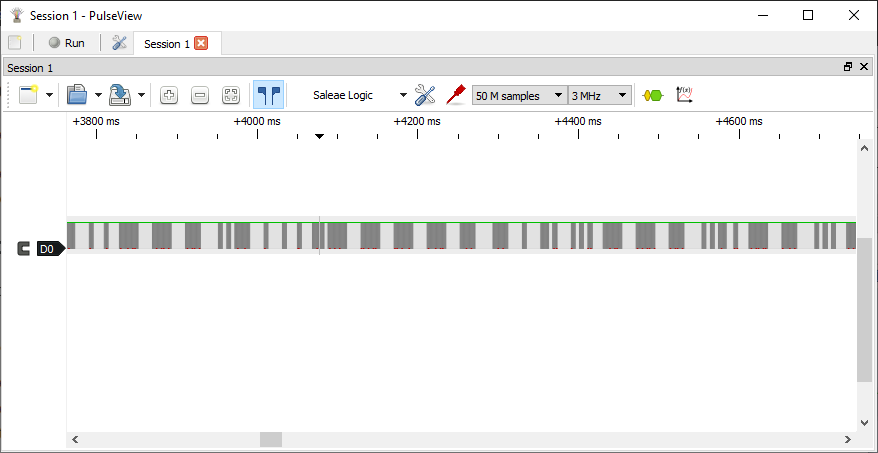 Session 1 - PulseView
Run
Session 1
Session 1
Saleae Logic
50 M samples
3 MHz
+3800 ms +4000 ms +4200 ms +4400 ms +4600 ms
D0